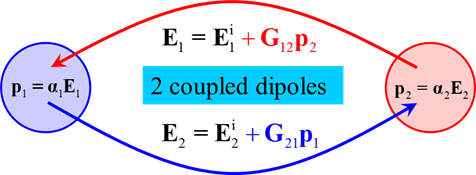 E₁ = E₁ⁱ + G₁₂p₂
p₁ = α₁E₁
2 coupled dipoles
p₂ = α₂E₂
E₂ = E₂ⁱ + G₂₁p₁